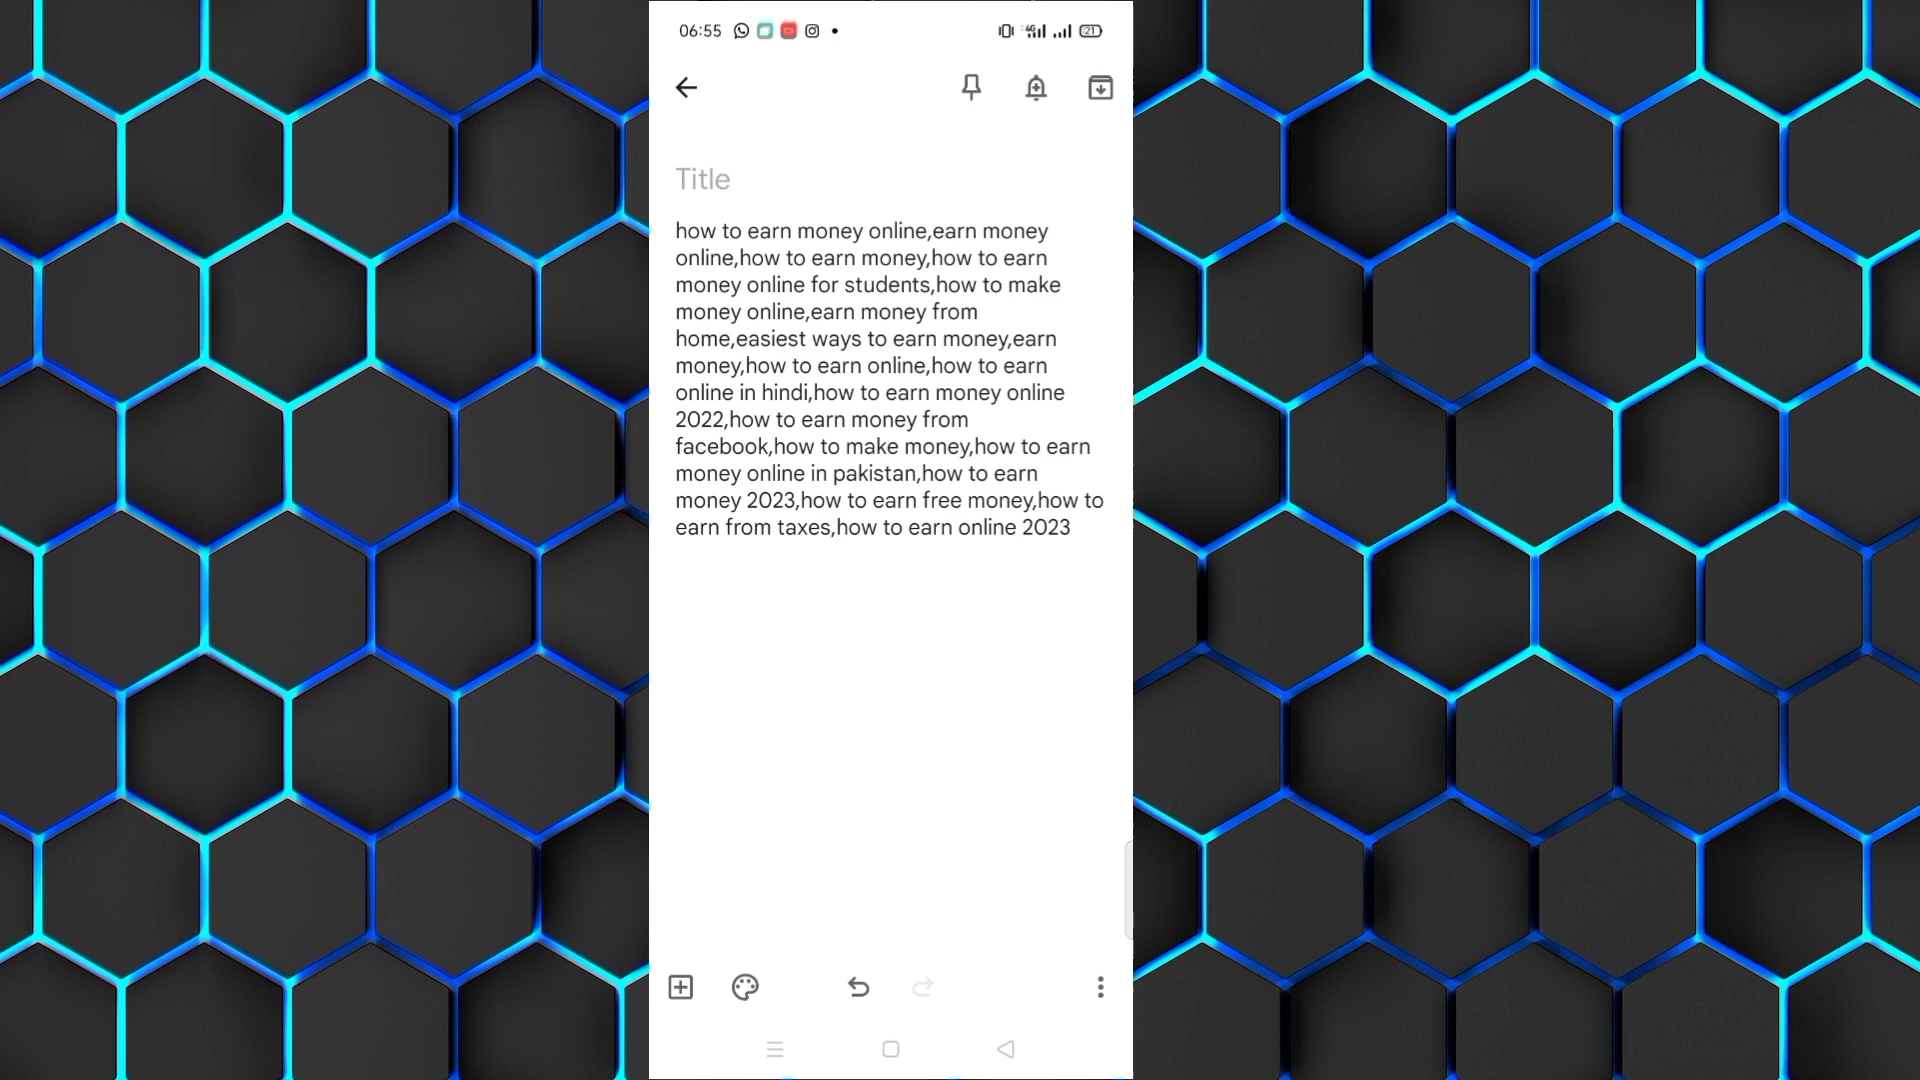 06:55
4G
21
Title
how to earn money online,earn money
online,how to earn money,how to earn
money online for students,how to make
money online,earn money from
home,easiest ways to earn money,earn
money,how to earn online,how to earn
online in hindi,how to earn money online
2022,how to earn money from
facebook,how to make money,how to earn
money online in pakistan,how to earn
money 2023,how to earn free money,how to
earn from taxes,how to earn online 2023